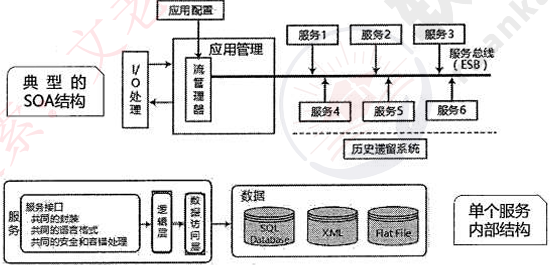 应用配置
典型的
SOA结构
I/O处理
应用管理
流管理器
服务1
服务2
服务3
服务总线
(ESB)
服务4
服务5
服务6
历史遗留系统
服务
服务接口
共同的封装
共同的语言格式
共同的安全和容错处理
逻辑层
数据访问层
数据
SQL
Database
XML
Flat File
单个服务
内部结构